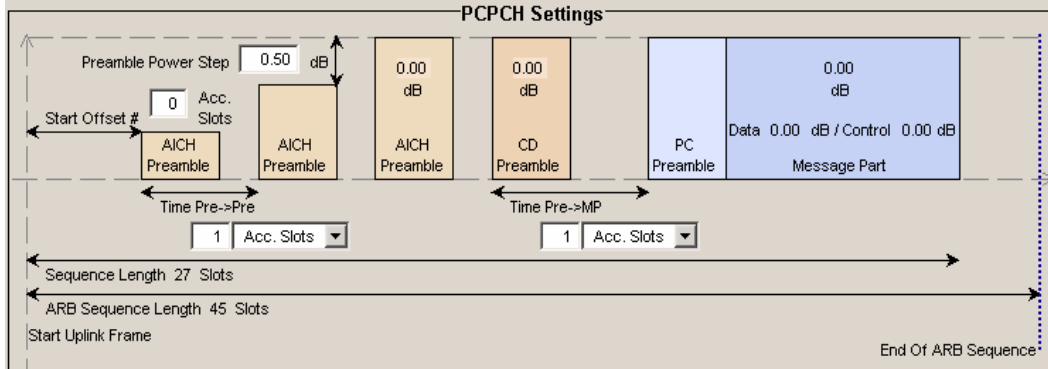 PCPCH Settings
Preamble Power Step 0.50 dB
0 Acc. Slots
Start Offset #
AICH Preamble
AICH Preamble
0.00 dB
AICH Preamble
0.00 dB
CD Preamble
PC Preamble
0.00 dB
Data 0.00 dB / Control 0.00 dB
Message Part
Time Pre->Pre
1 Acc. Slots
Time Pre->MP
1 Acc. Slots
Sequence Length 27 Slots
ARB Sequence Length 45 Slots
Start Uplink Frame
End Of ARB Sequence